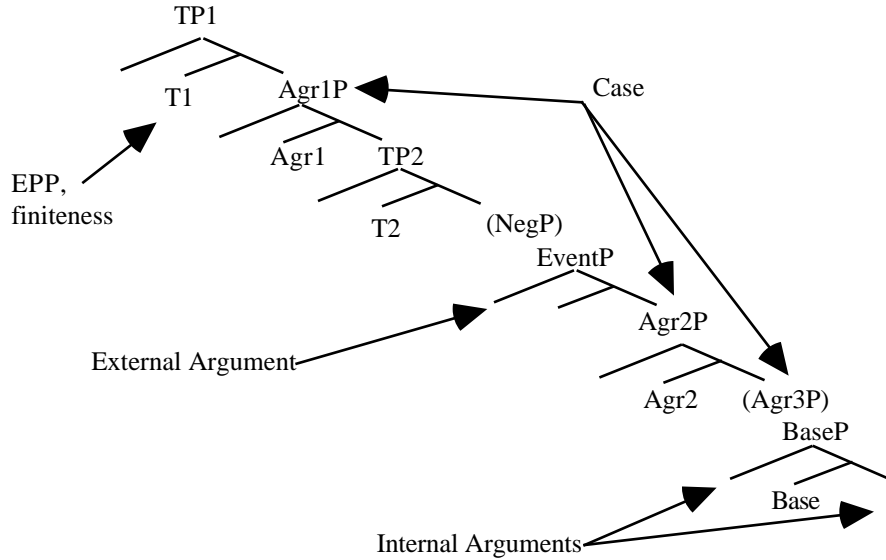 TP1
T1
Agr1P
Case
Agr1
TP2
EPP,
finiteness
T2
(NegP)
EventP
Agr2P
External Argument
Agr2
(Agr3P)
BaseP
Base
Internal Arguments